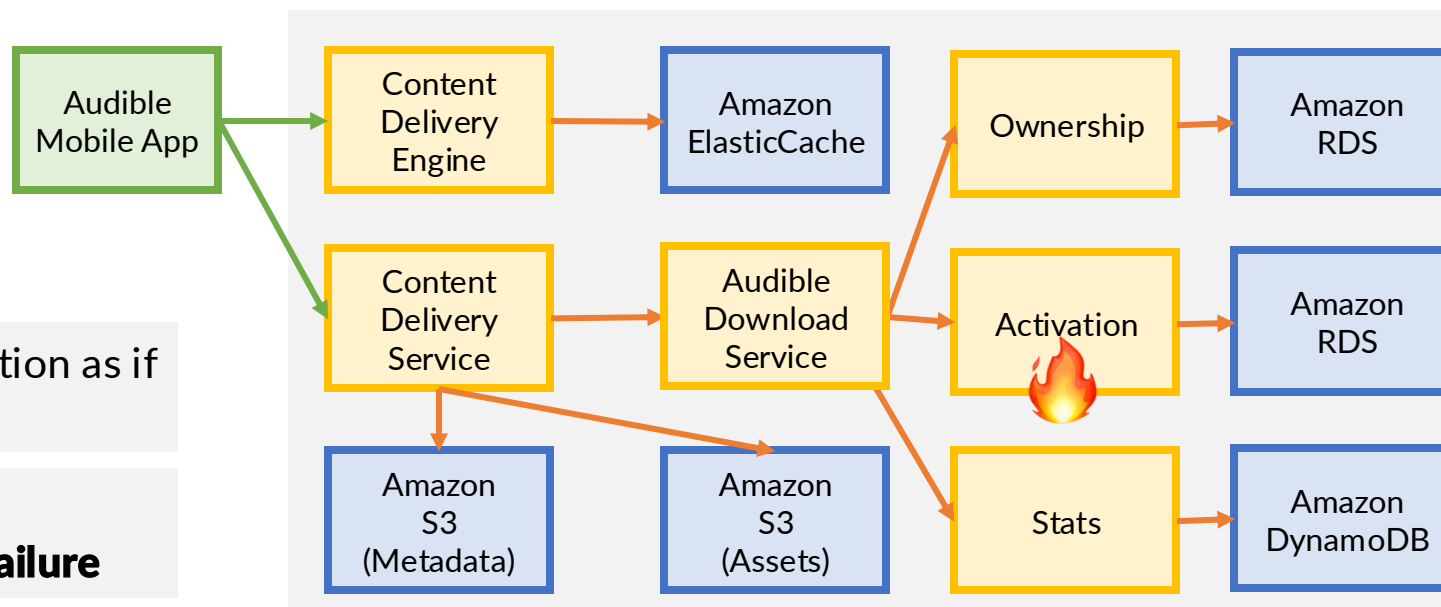 Audible
Mobile App
Content
Delivery
Engine
Amazon
ElasticCache
Ownership
Amazon
RDS
Content
Delivery
Service
Audible
Download
Service
Activation
Amazon
RDS
tion as if
ailure
Amazon
S3
(Metadata)
Amazon
S3
(Assets)
Stats
Amazon
DynamoDB